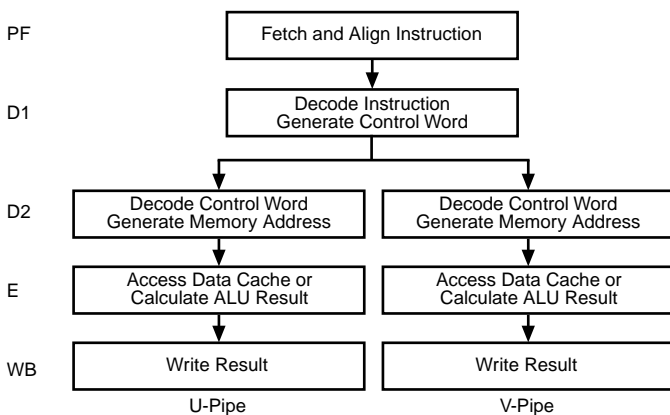 PF
Fetch and Align Instruction
D1
Decode Instruction
Generate Control Word
D2
Decode Control Word
Generate Memory Address
Decode Control Word
Generate Memory Address
E
Access Data Cache or
Calculate ALU Result
Access Data Cache or
Calculate ALU Result
WB
Write Result
Write Result
U-Pipe
V-Pipe